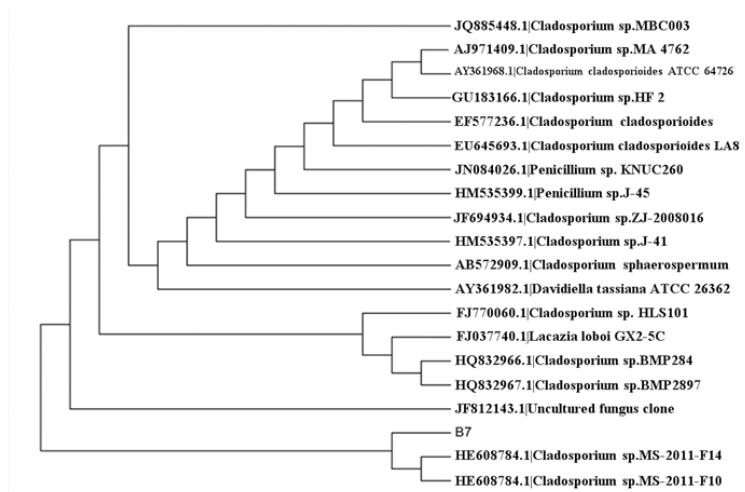 JQ885448.1|Cladosporium sp.MBC003
AJ971409.1|Cladosporium sp.MA 4762
AY361968.1|Cladosporium cladosporioides ATCC 64726
GU183166.1|Cladosporium sp.HF 2
EF577236.1|Cladosporium cladosporioides
EU645693.1|Cladosporium cladosporioides LA8
JN084026.1|Penicillium sp. KNUC260
HM535399.1|Penicillium sp.J-45
JF694934.1|Cladosporium sp.ZJ-2008016
HM535397.1|Cladosporium sp.J-41
AB572909.1|Cladosporium sphaerospermum
AY361982.1|Davidiella tassiana ATCC 26362
FJ770060.1|Cladosporium sp. HLS101
FJ037740.1|Lacazia loboi GX2-5C
HQ832966.1|Cladosporium sp.BMP284
HQ832967.1|Cladosporium sp.BMP2897
JF812143.1|Uncultured fungus clone
B7
HE608784.1|Cladosporium sp.MS-2011-F14
HE608784.1|Cladosporium sp.MS-2011-F10